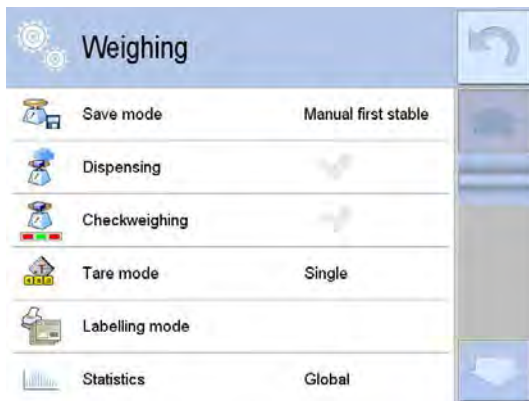 Weighing
Save mode Manual first stable
Dispensing
Checkweighing
Tare mode Single
Labelling mode
Statistics Global